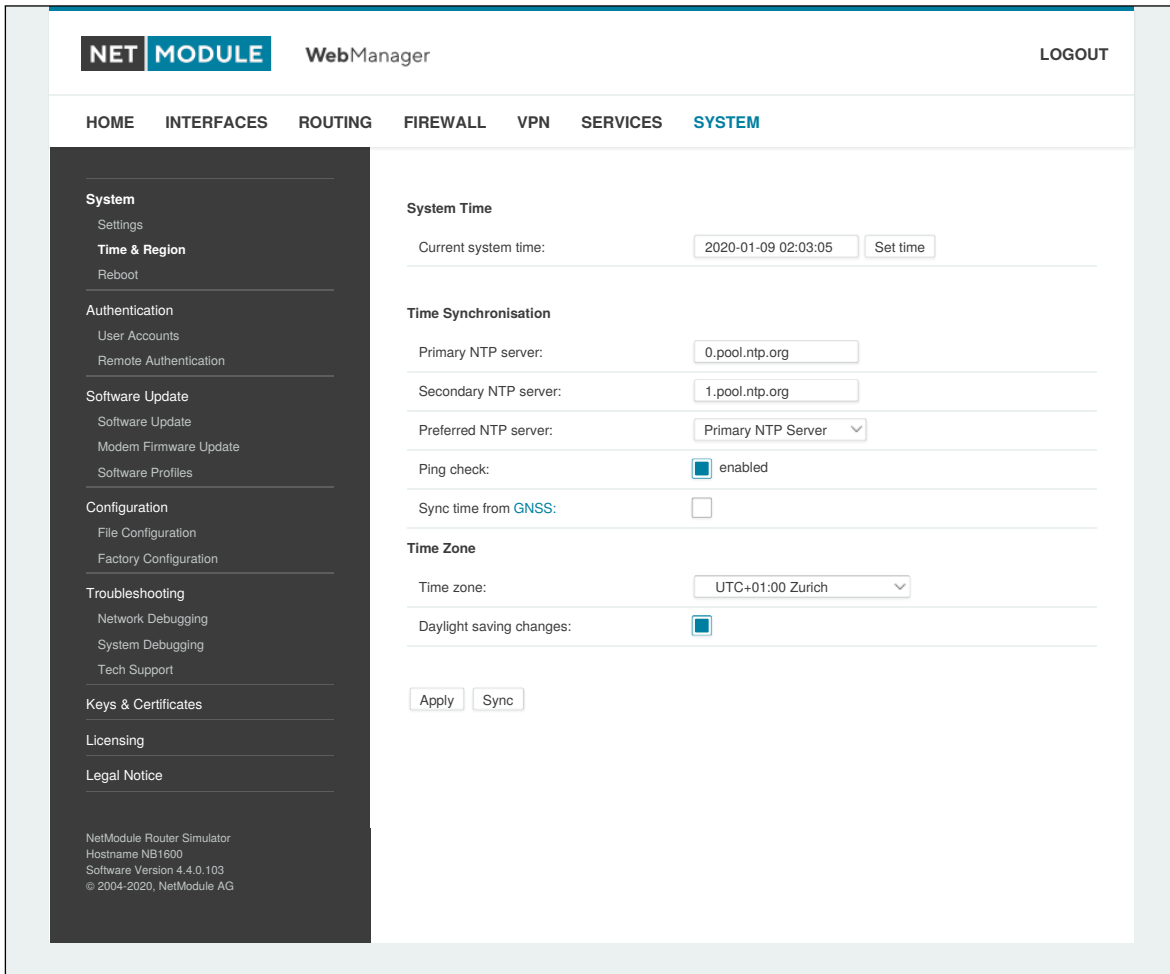 NET MODULE WebManager LOGOUT
HOME INTERFACES ROUTING FIREWALL VPN SERVICES SYSTEM
System
Settings
Time & Region
Reboot
Authentication
User Accounts
Remote Authentication
Software Update
Software Update
Modem Firmware Update
Software Profiles
Configuration
File Configuration
Factory Configuration
Troubleshooting
Network Debugging
System Debugging
Tech Support
Keys & Certificates
Licensing
Legal Notice
NetModule Router Simulator
Hostname NB1600
Software Version 4.4.0.103
© 2004-2020, NetModule AG
System Time
Current system time: 2020-01-09 02:03:05 Set time
Time Synchronisation
Primary NTP server: 0.pool.ntp.org
Secondary NTP server: 1.pool.ntp.org
Preferred NTP server: Primary NTP Server
Ping check: enabled
Sync time from GNSS:
Time Zone
Time zone: UTC+01:00 Zurich
Daylight saving changes:
Apply Sync